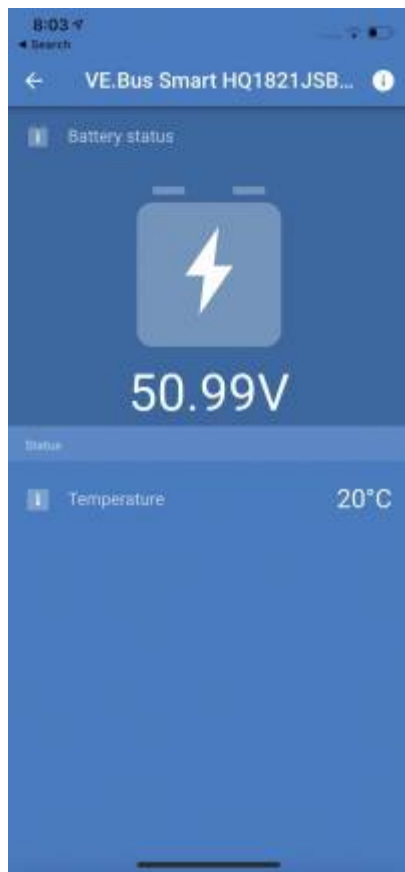 8:03
◀ Search
VE.Bus Smart HQ1821JSB...
Battery status
50.99V
Status
Temperature 20°C